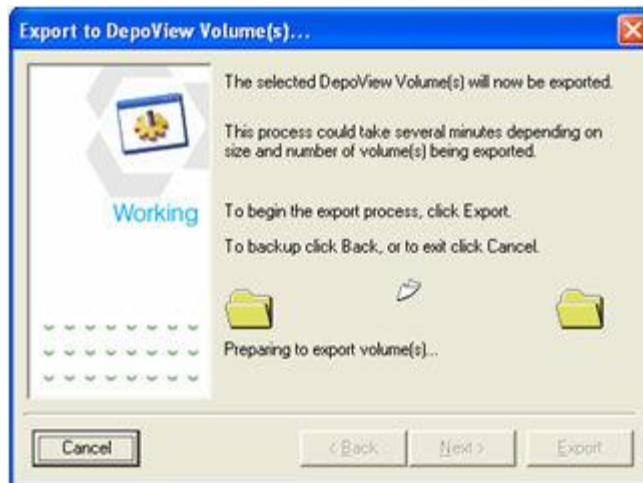 Export to DepoView Volume(s)...
The selected DepoView Volume(s) will now be exported.
This process could take several minutes depending on
size and number of volume(s) being exported.
Working
To begin the export process, click Export.
To backup click Back, or to exit click Cancel.
Preparing to export volume(s)...
Cancel
< Back
Next >
Export